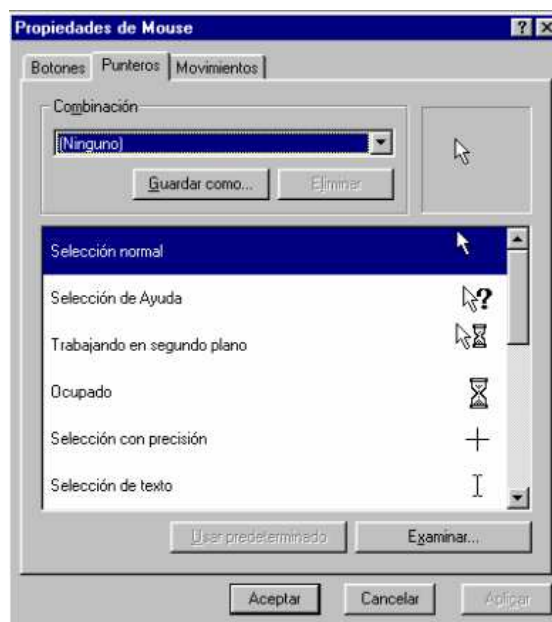 Propiedades de Mouse
Botones Punteros Movimientos
Combinación
(Ninguno)
Guardar como... Eliminar
Selección normal
Selección de Ayuda
Trabajando en segundo plano
Ocupado
Selección con precisión
Selección de texto
Usar predeterminado Examinar...
Aceptar Cancelar Aplicar